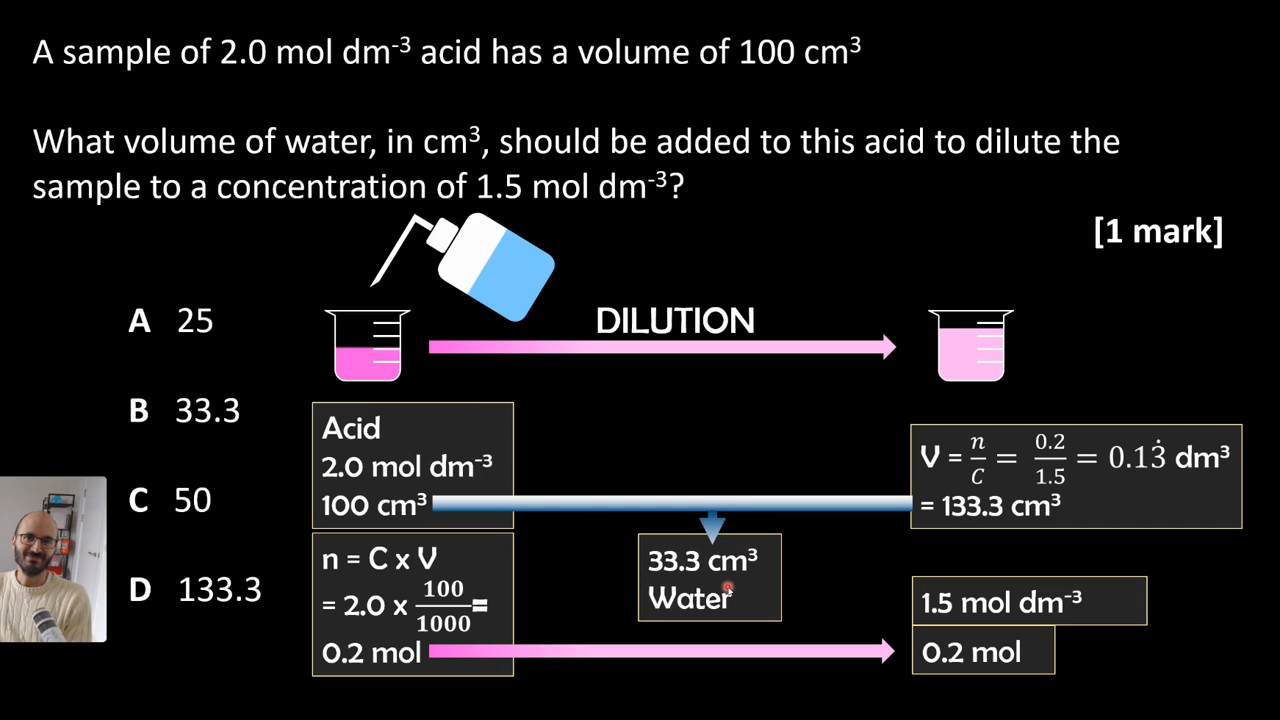 A sample of 2.0 mol dm⁻³ acid has a volume of 100 cm³
What volume of water, in cm³, should be added to this acid to dilute the
sample to a concentration of 1.5 mol dm⁻³?
[1 mark]
A 25
DILUTION
B 33.3
C 50
D 133.3
Acid
2.0 mol dm⁻³
100 cm³
n = C x V
= 2.0 x 100/1000 =
0.2 mol
33.3 cm³
Water
V = n/C = 0.2/1.5 = 0.13̇ dm³
= 133.3 cm³
1.5 mol dm⁻³
0.2 mol